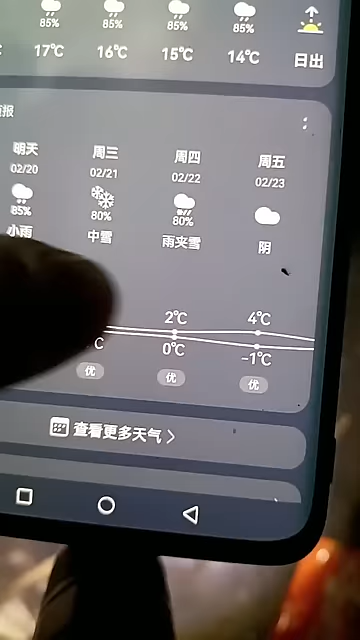 85% 85% 85% 85%
17℃ 16℃ 15℃ 14℃ 日出
报
明天 周三 周四 周五
02/20 02/21 02/22 02/23
85% 80% 80%
小雨 中雪 雨夹雪 阴
2℃ 4℃
C 0℃ -1℃
优 优 优
查看更多天气